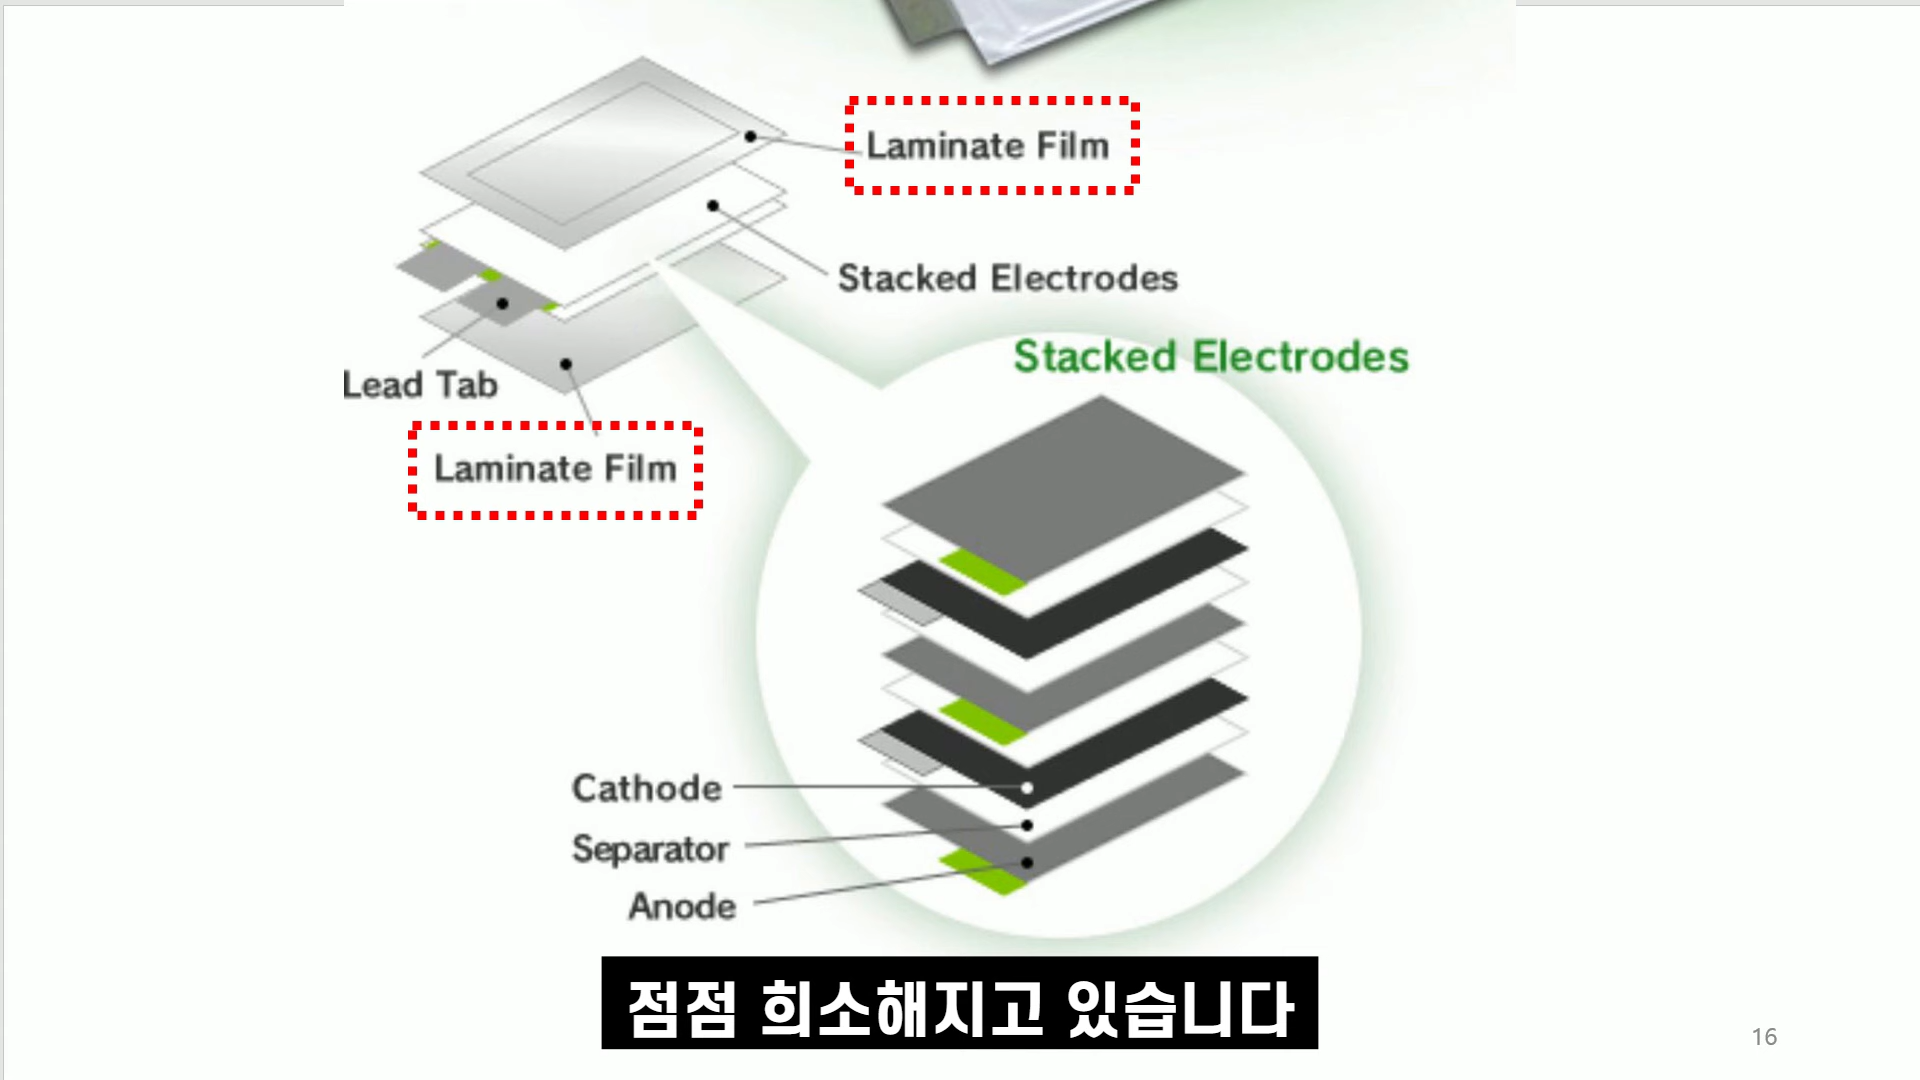 Laminate Film
Stacked Electrodes
Stacked Electrodes
Lead Tab
Laminate Film
Cathode
Separator
Anode
점점 희소해지고 있습니다
16